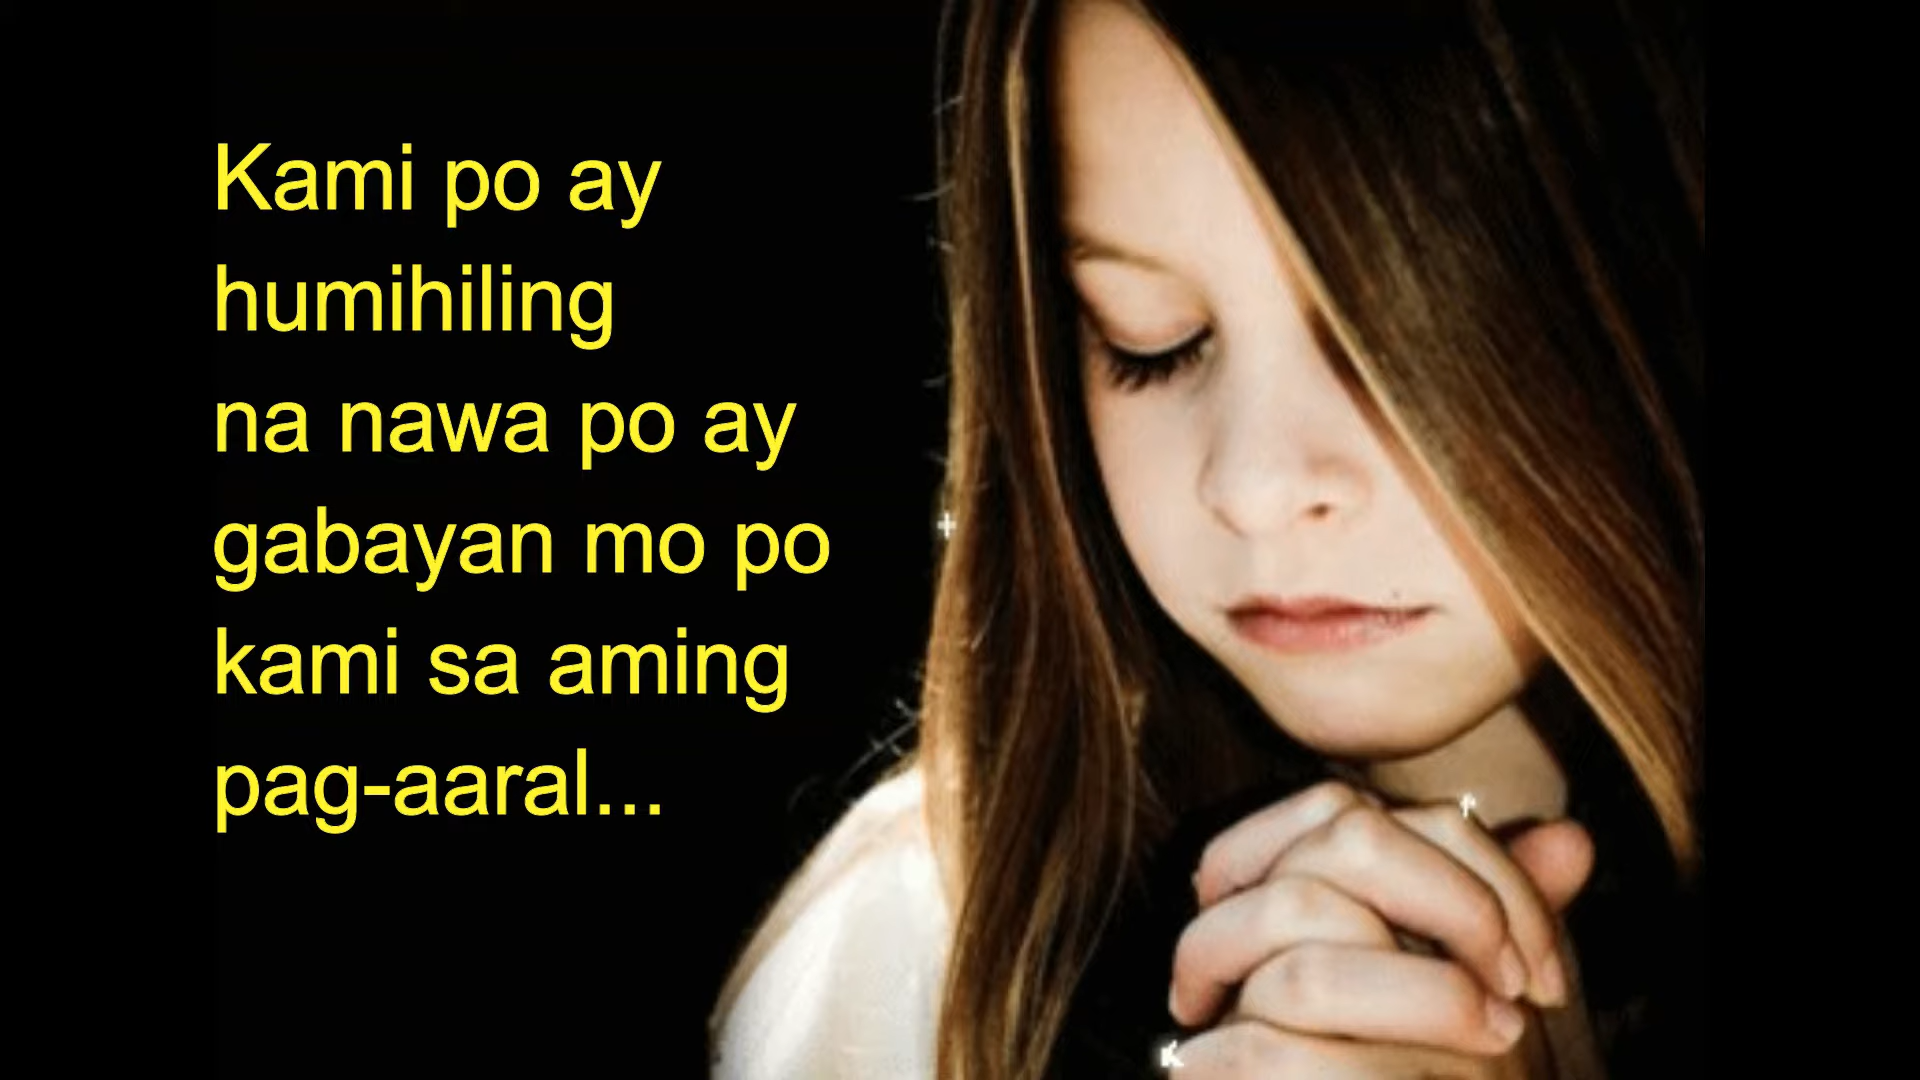 Kami po ay
humihiling
na nawa po ay
gabayan mo po
kami sa aming
pag-aaral...